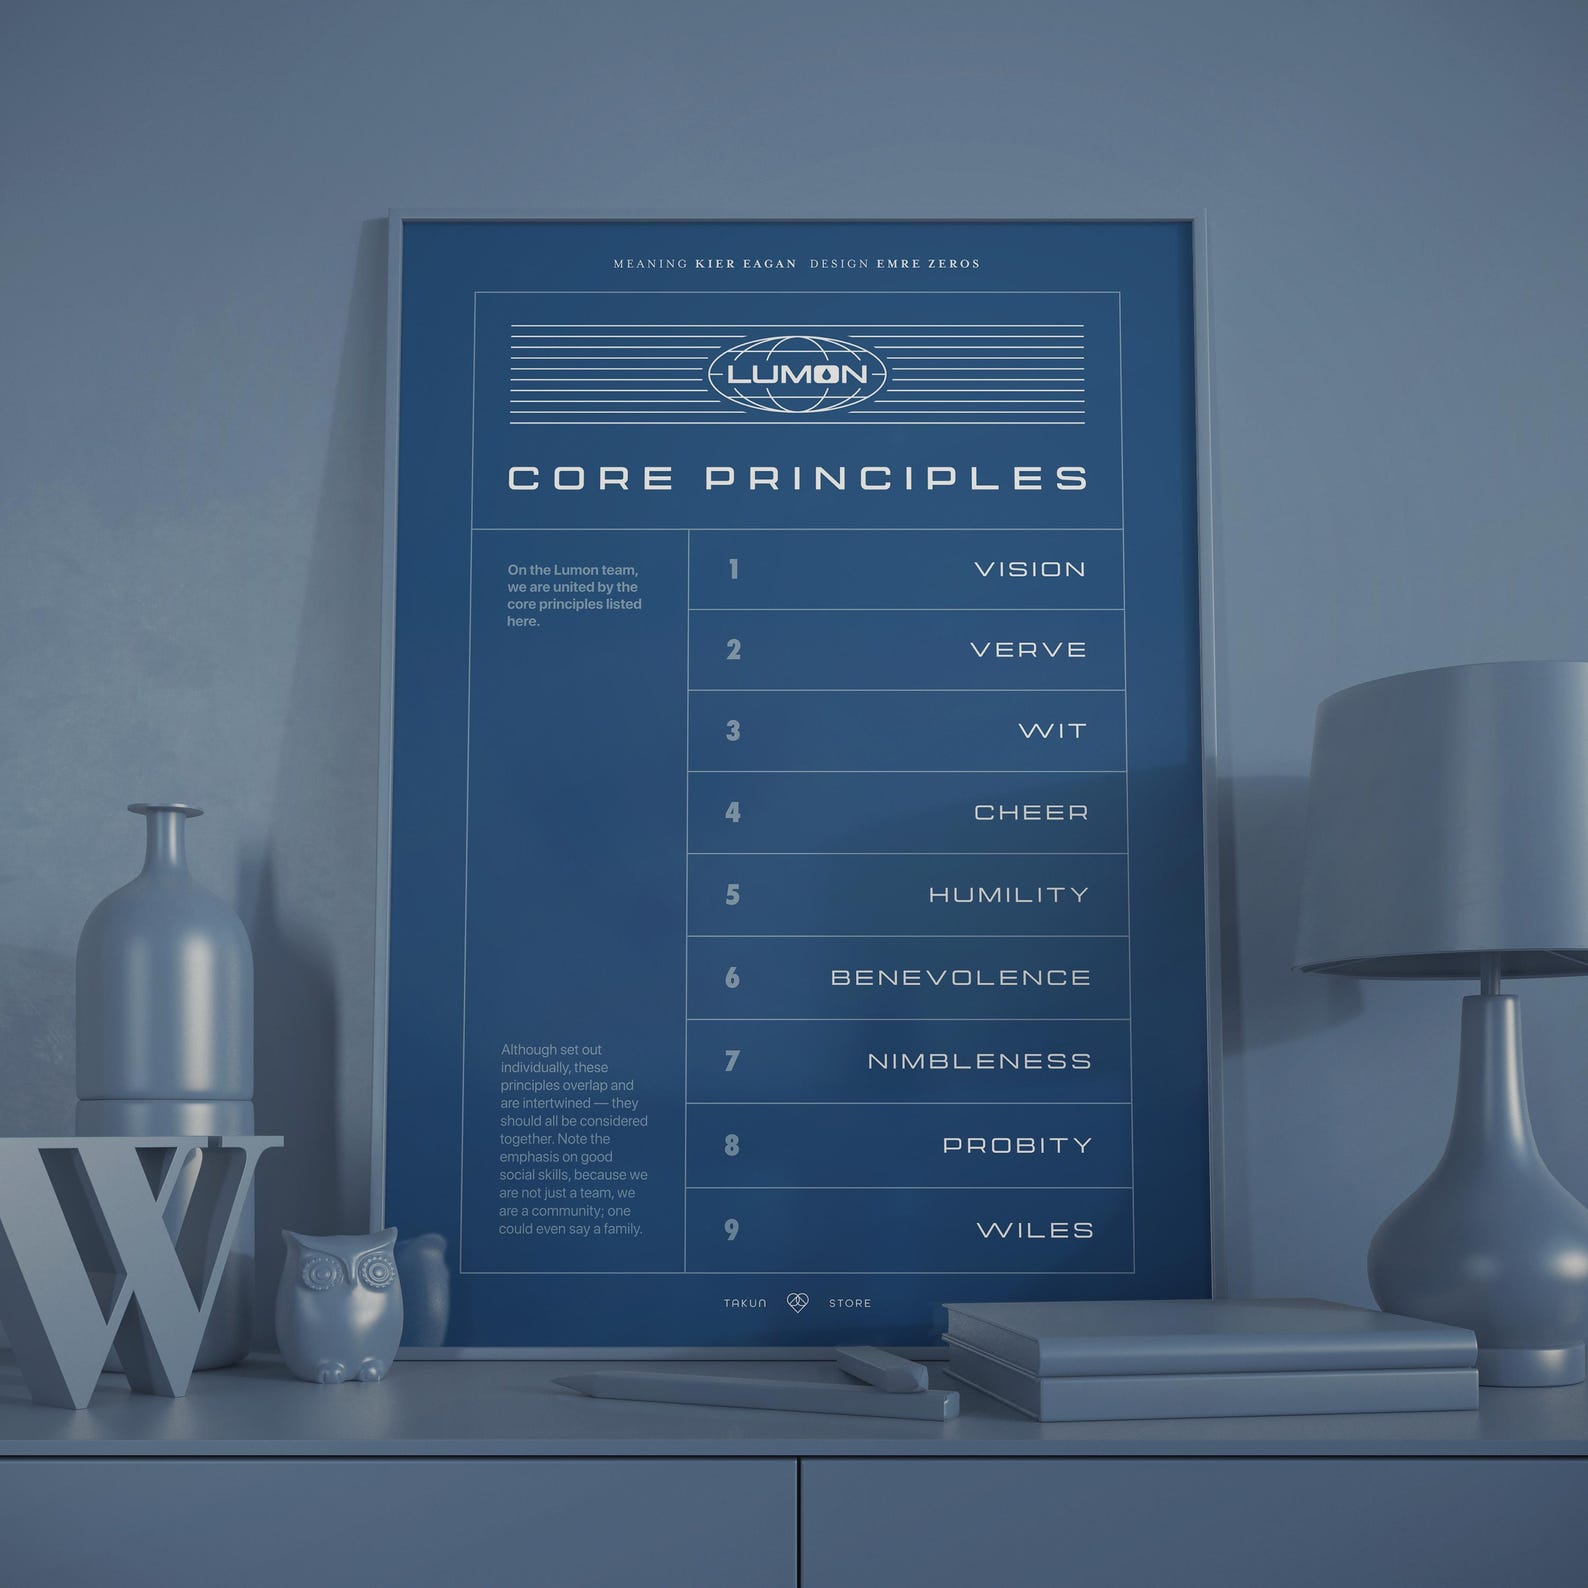 MEANING KIER EAGAN DESIGN EMRE ZEROS
LUMON
CORE PRINCIPLES
On the Lumon team,
we are united by the
core principles listed
here.
1 VISION
2 VERVE
3 WIT
4 CHEER
5 HUMILITY
6 BENEVOLENCE
7 NIMBLENESS
8 PROBITY
9 WILES
Although set out
individually, these
principles overlap and
are intertwined — they
should all be considered
together. Note the
emphasis on good
social skills, because we
are not just a team, we
are a community; one
could even say a family.
TAKUN STORE
W